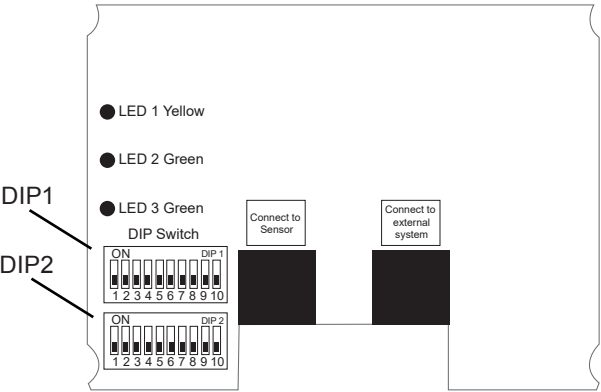 LED 1 Yellow
LED 2 Green
DIP1
LED 3 Green
DIP Switch
Connect to
Sensor
Connect to
external
system
ON DIP 1
1 2 3 4 5 6 7 8 9 10
DIP2
ON DIP 2
1 2 3 4 5 6 7 8 9 10